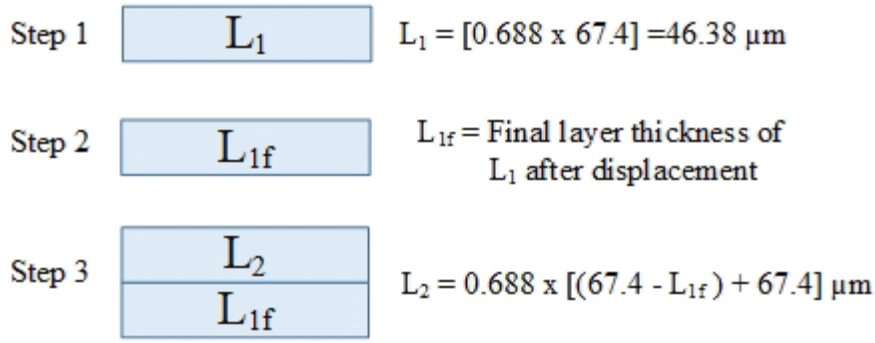 Step 1 L₁ L₁ = [0.688 x 67.4] =46.38 µm
Step 2 L₁f L₁f = Final layer thickness of
L₁ after displacement
Step 3 L₂ L₂ = 0.688 x [(67.4 - L₁f ) + 67.4] µm
L₁f